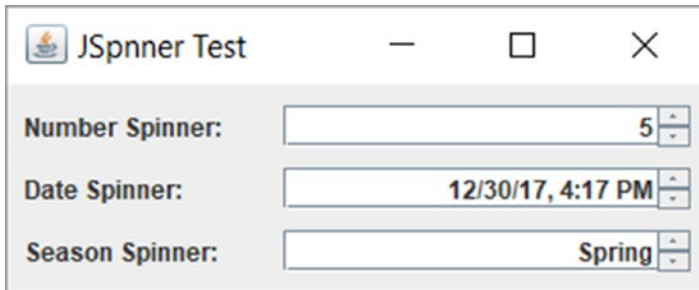 JSpnner Test
Number Spinner: 5
Date Spinner: 12/30/17, 4:17 PM
Season Spinner: Spring